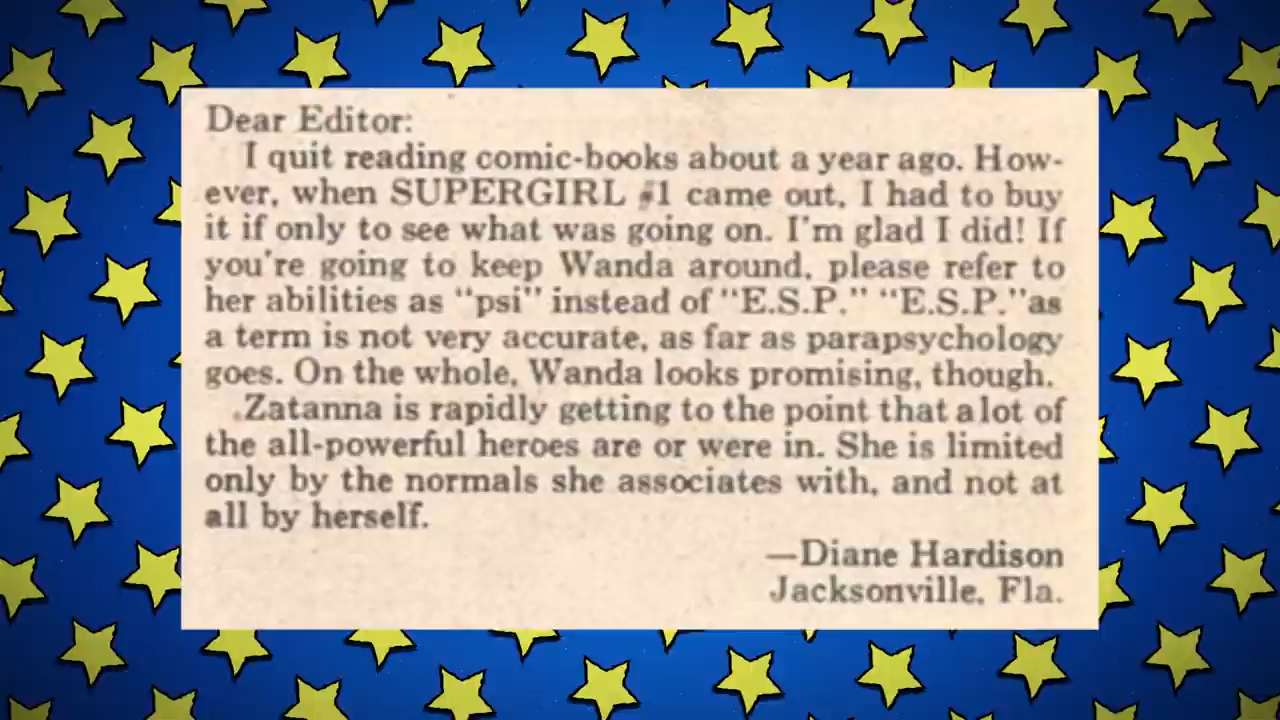 Dear Editor:
I quit reading comic-books about a year ago. How-
ever, when SUPERGIRL #1 came out, I had to buy
it if only to see what was going on. I'm glad I did! If
you're going to keep Wanda around, please refer to
her abilities as “psi” instead of “E.S.P.” “E.S.P.”as
a term is not very accurate, as far as parapsychology
goes. On the whole, Wanda looks promising, though.
Zatanna is rapidly getting to the point that a lot of
the all-powerful heroes are or were in. She is limited
only by the normals she associates with, and not at
all by herself.
—Diane Hardison
Jacksonville, Fla.